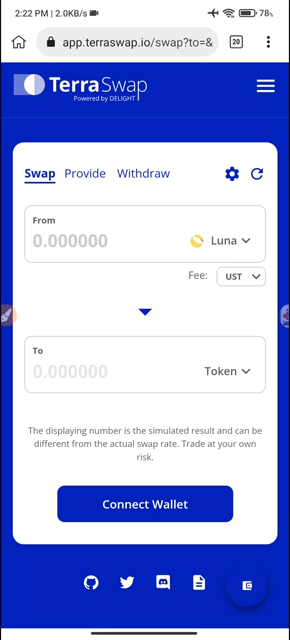 2:22 PM | 2.0KB/s
78%
app.terraswap.io/swap?to=&
20
TerraSwap
Powered by DELIGHT
Swap Provide Withdraw
From
0.000000 Luna
Fee: UST
To
0.000000 Token
The displaying number is the simulated result and can be
different from the actual swap rate. Trade at your own
risk.
Connect Wallet